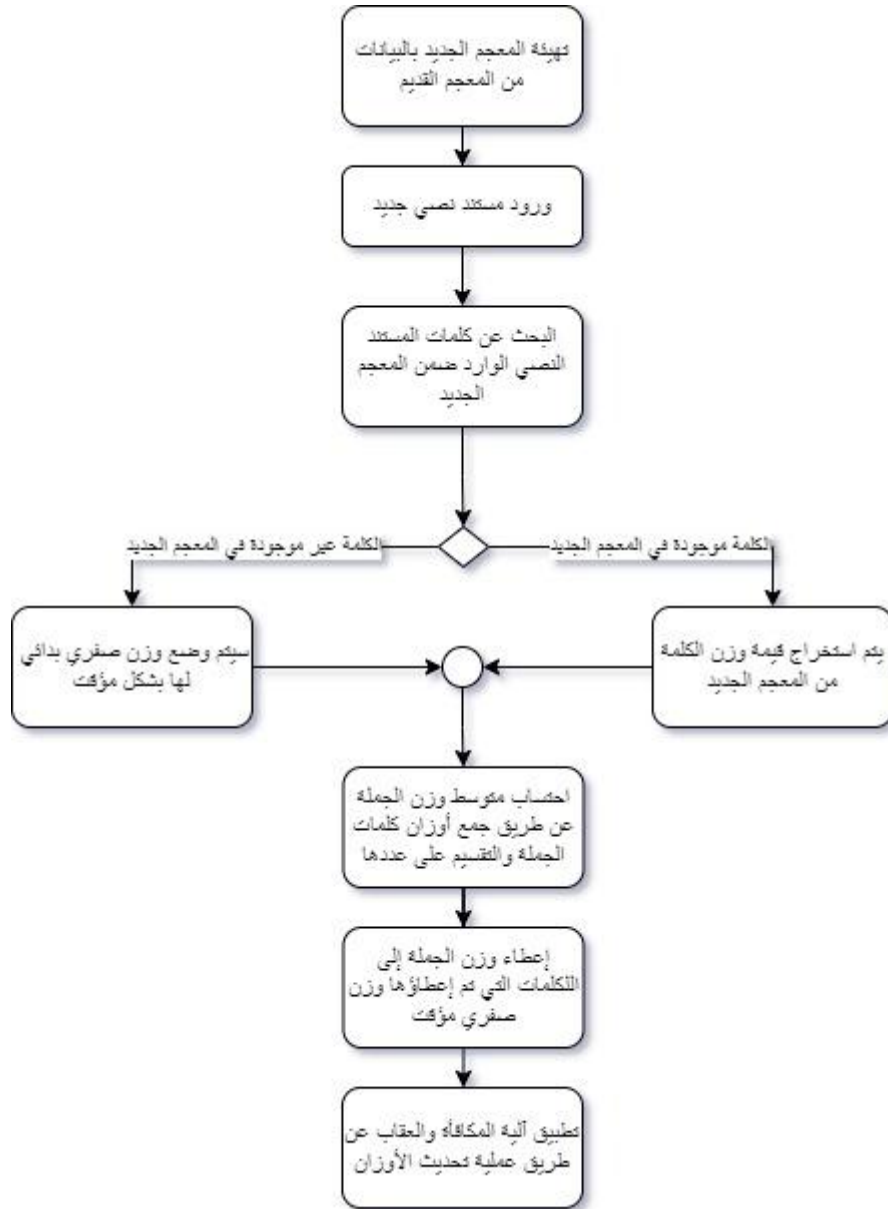 تهيئة المعجم الجديد بالبيانات
من المعجم القديم
ورود مستند نصي جديد
البحث عن كلمات المستند
النصي الوارد ضمن المعجم
الجديد
الكلمة موجودة في المعجم الجديد
الكلمة غير موجودة في المعجم الجديد
يتم استخراج قيمة وزن الكلمة
من المعجم الجديد
سيتم وضع وزن صفري بدائي
لها بشكل مؤقت
احتساب متوسط وزن الجملة
عن طريق جمع أوزان كلمات
الجملة والتقسيم على عددها
إعطاء وزن الجملة إلى
اللكلمات التي تم إعطاؤها وزن
صفري مؤقت
تطبيق آلية المكافأة والعقاب عن
طريق عملية تحديث الأوزان